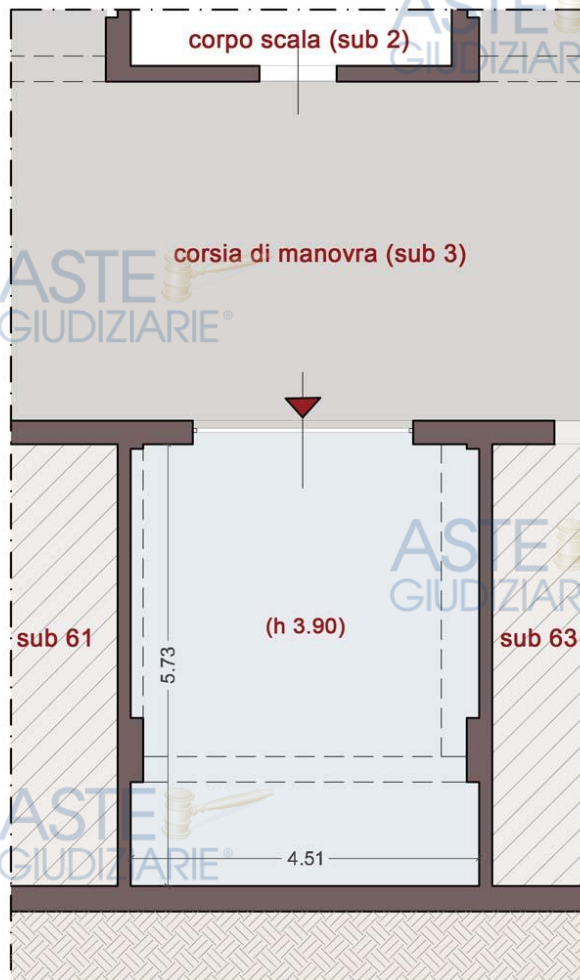 corpo scala (sub 2)
ASTE
GIUDIZIARIE
corsia di manovra (sub 3)
ASTE
GIUDIZIARIE®
ASTE
GIUDIZIARIE
(h 3.90)
sub 61
sub 63
5.73
ASTE
GIUDIZIARIE®
4.51